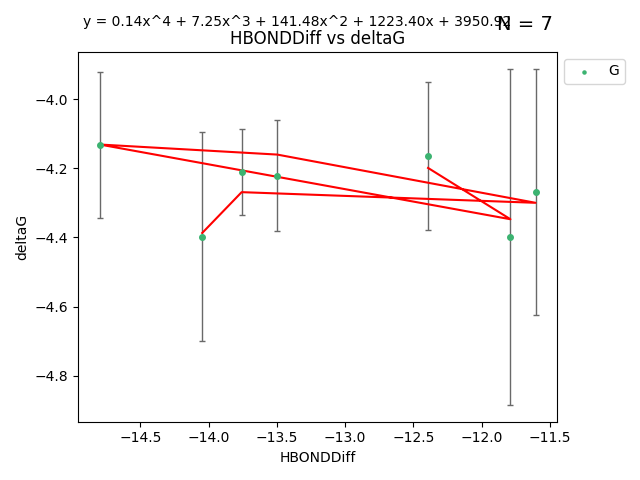 y = 0.14x^4 + 7.25x^3 + 141.48x^2 + 1223.40x + 3950.92
N = 7
HBONDDiff vs deltaG
G
−4.0
−4.2
−4.4
−4.6
−4.8
deltaG
−14.5 −14.0 −13.5 −13.0 −12.5 −12.0 −11.5
HBONDDiff